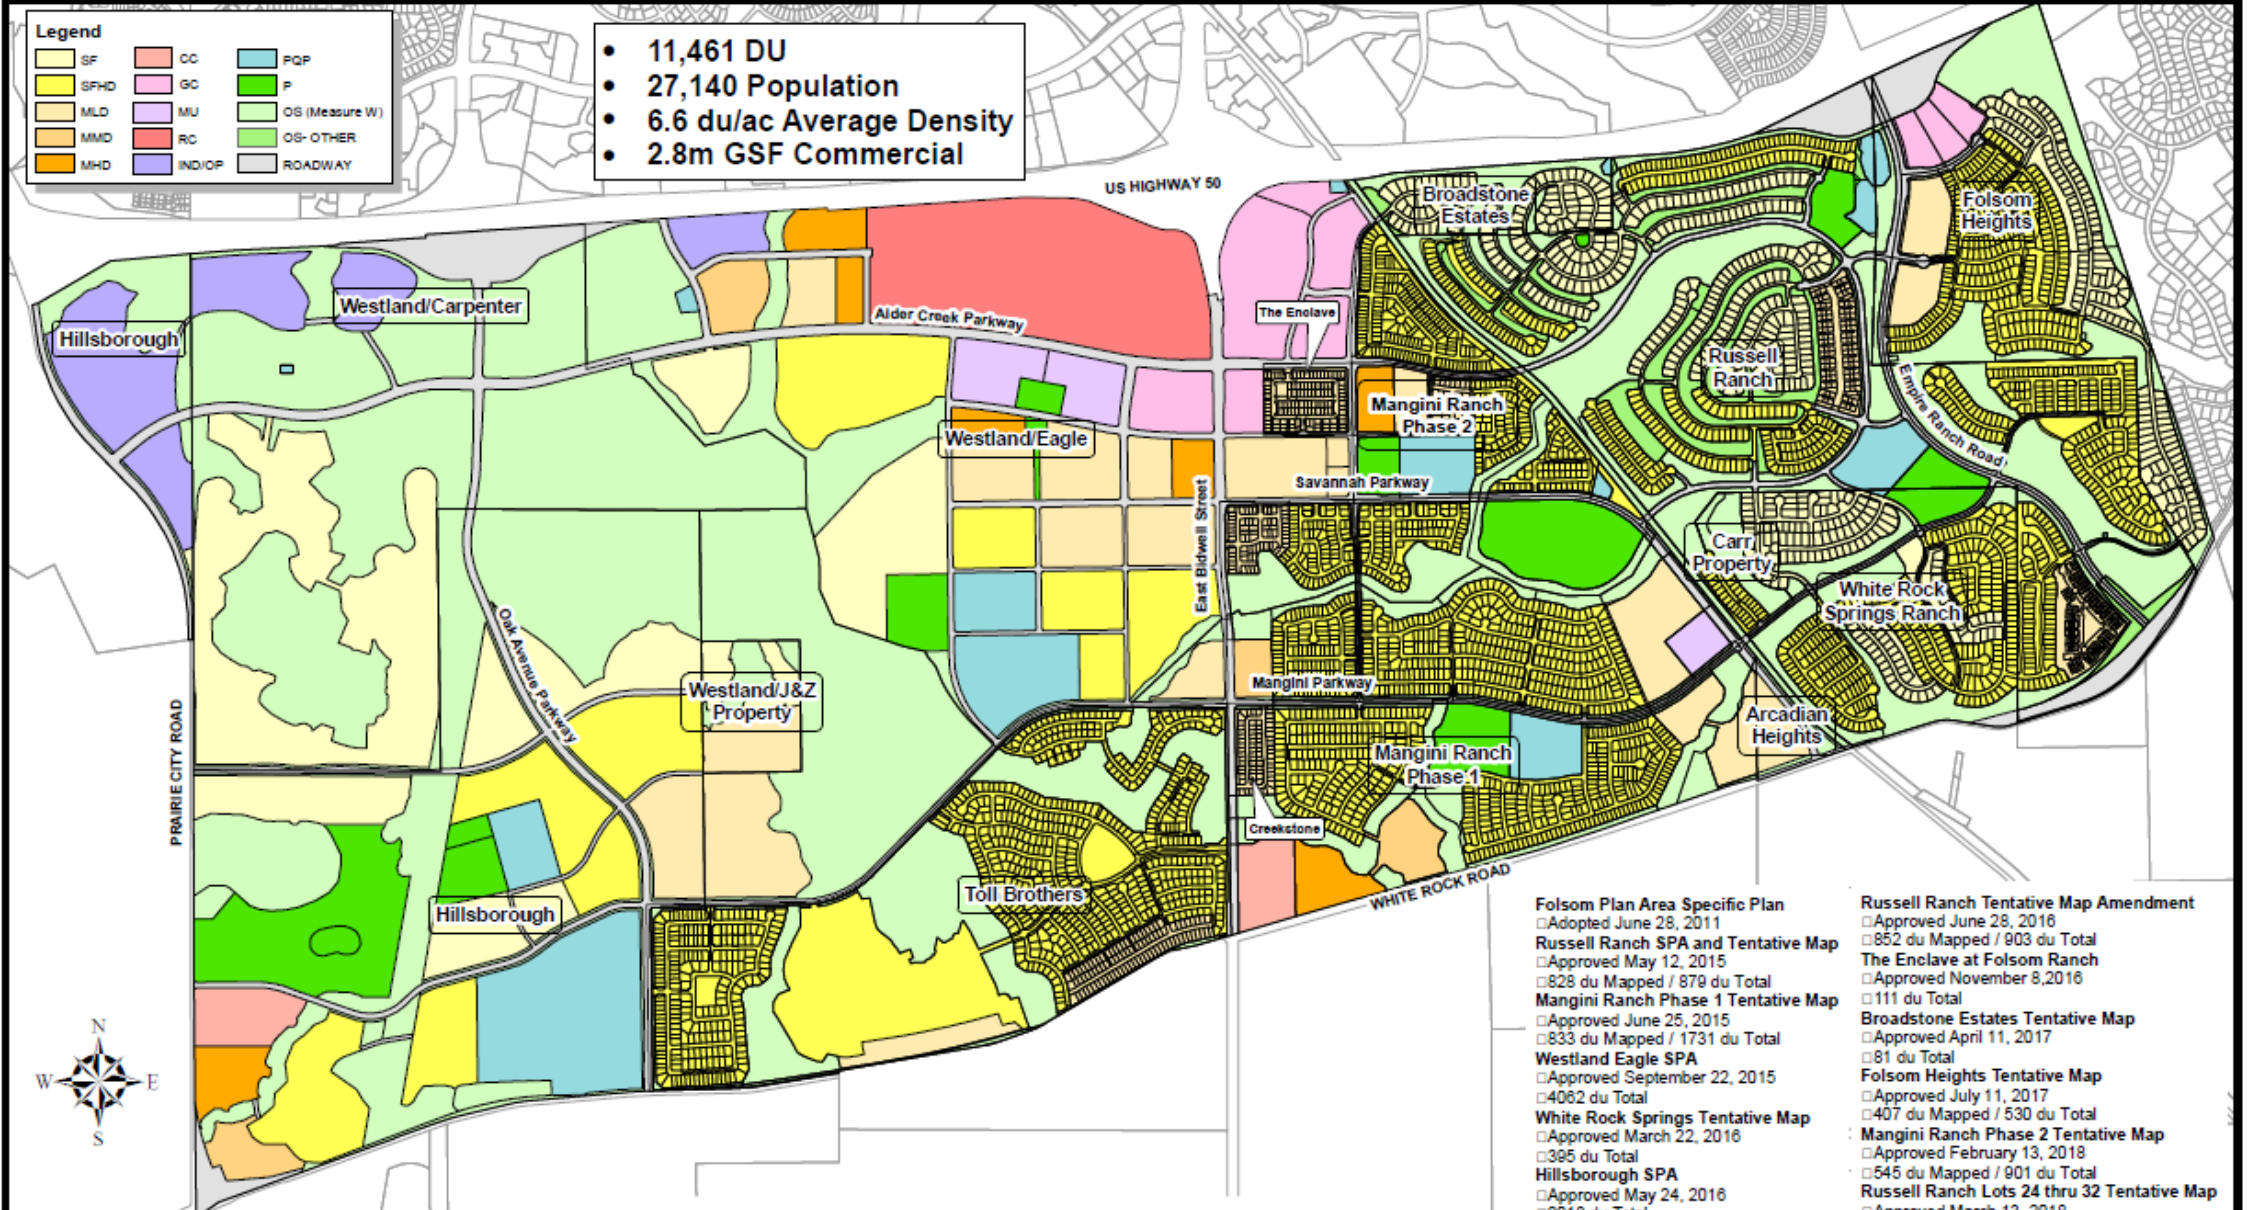 Legend
SF
SFHD
MLD
MMD
MHD
CC
GC
MU
RC
IND/OP
PQP
P
OS (Measure W)
OS- OTHER
ROADWAY
• 11,461 DU
• 27,140 Population
• 6.6 du/ac Average Density
• 2.8m GSF Commercial
US HIGHWAY 50
Broadstone
Estates
Folsom
Heights
Westland/Carpenter
Hillsborough
Alder Creek Parkway
The Enclave
Russell
Ranch
Empire Ranch Road
Mangini Ranch
Phase 2
Westland/Eagle
Savannah Parkway
East Bidwell Street
Carr
Property
White Rock
Springs Ranch
Oak Avenue Parkway
Westland/J&Z
Property
Mangini Parkway
Arcadian
Heights
PRAIRIE CITY ROAD
Mangini Ranch
Phase 1
Creekstone
Toll Brothers
Hillsborough
WHITE ROCK ROAD
N
W E
S
Folsom Plan Area Specific Plan
□Adopted June 28, 2011
Russell Ranch SPA and Tentative Map
□Approved May 12, 2015
□828 du Mapped / 879 du Total
Mangini Ranch Phase 1 Tentative Map
□Approved June 25, 2015
□833 du Mapped / 1731 du Total
Westland Eagle SPA
□Approved September 22, 2015
□4062 du Total
White Rock Springs Tentative Map
□Approved March 22, 2016
□395 du Total
Hillsborough SPA
□Approved May 24, 2016
du Total
Russell Ranch Tentative Map Amendment
□Approved June 28, 2016
□852 du Mapped / 903 du Total
The Enclave at Folsom Ranch
□Approved November 8,2016
□111 du Total
Broadstone Estates Tentative Map
□Approved April 11, 2017
□81 du Total
Folsom Heights Tentative Map
□Approved July 11, 2017
□407 du Mapped / 530 du Total
Mangini Ranch Phase 2 Tentative Map
□Approved February 13, 2018
□545 du Mapped / 901 du Total
Russell Ranch Lots 24 thru 32 Tentative Map
□Approved March 13, 2018